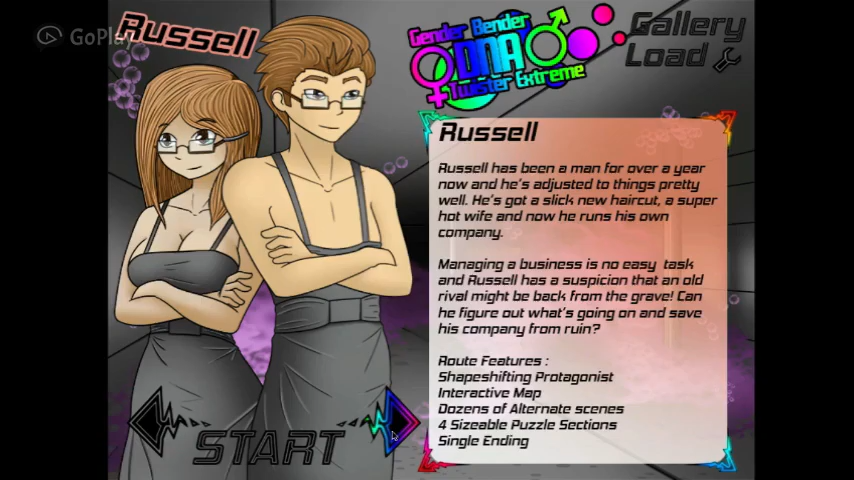 GoPlay
Russell
Gender Bender
DNA
Twister Extreme
Gallery
Load
Russell
Russell has been a man for over a year
now and he's adjusted to things pretty
well. He's got a slick new haircut, a super
hot wife and now he runs his own
company.
Managing a business is no easy task
and Russell has a suspicion that an old
rival might be back from the grave! Can
he figure out what's going on and save
his company from ruin?
Route Features :
Shapeshifting Protagonist
Interactive Map
Dozens of Alternate scenes
4 Sizeable Puzzle Sections
Single Ending
START